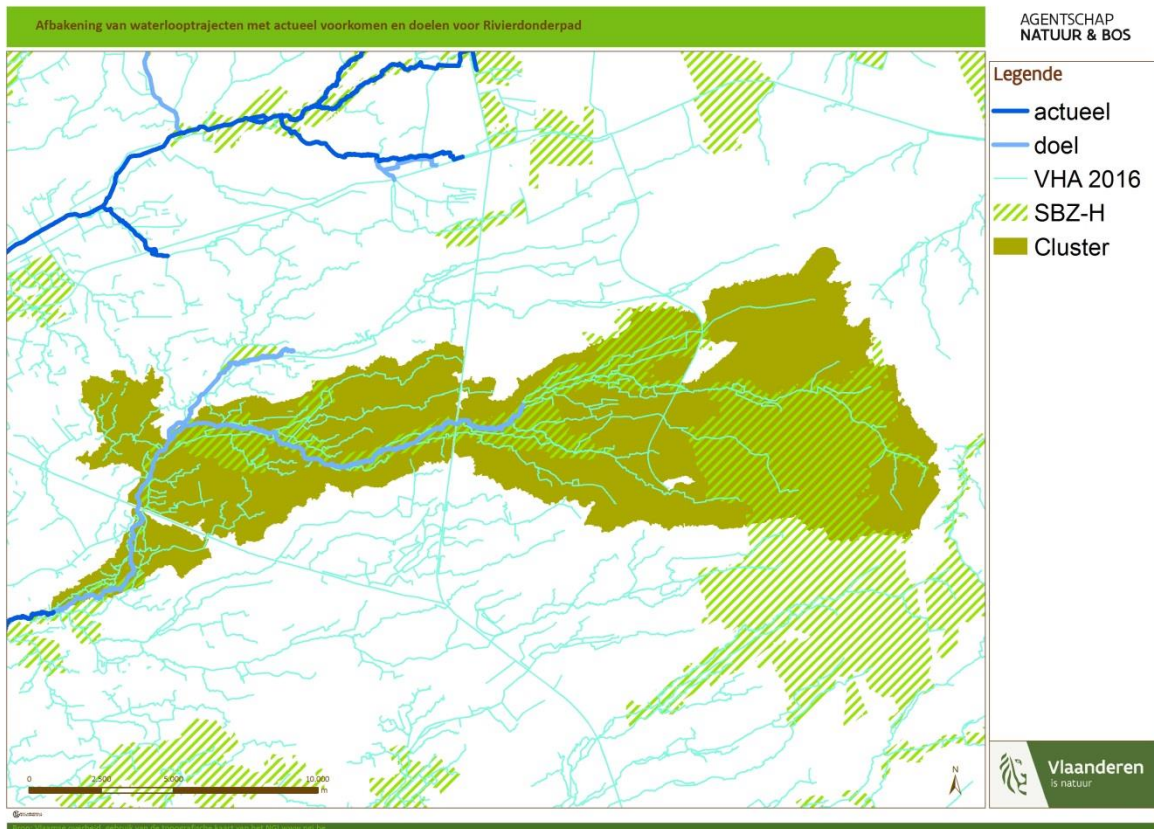 Afbakening van waterlooptrajecten met actueel voorkomen en doelen voor Rivierdonderpad
AGENTSCHAP
NATUUR & BOS
Legende
actueel
doel
VHA 2016
SBZ-H
Cluster
0 2.500 5.000 10.000
m
N
Vlaanderen
is natuur